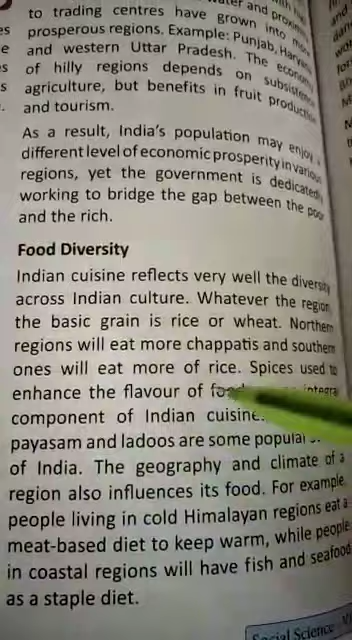 to trading centres have grown into more
prosperous regions. Example: Punjab, Haryana
and western Uttar Pradesh. The economy
of hilly regions depends on subsistence
agriculture, but benefits in fruit production
and tourism.
As a result, India's population may enjoy a
different level of economic prosperity in various
regions, yet the government is dedicatedly
working to bridge the gap between the poor
and the rich.
Food Diversity
Indian cuisine reflects very well the diversity
across Indian culture. Whatever the region
the basic grain is rice or wheat. Northern
regions will eat more chappatis and southern
ones will eat more of rice. Spices used to
enhance the flavour of food
component of Indian cuisine.
payasam and ladoos are some popular
of India. The geography and climate of a
region also influences its food. For example
people living in cold Himalayan regions eat a
meat-based diet to keep warm, while people
in coastal regions will have fish and seafood
as a staple diet.
Social Science